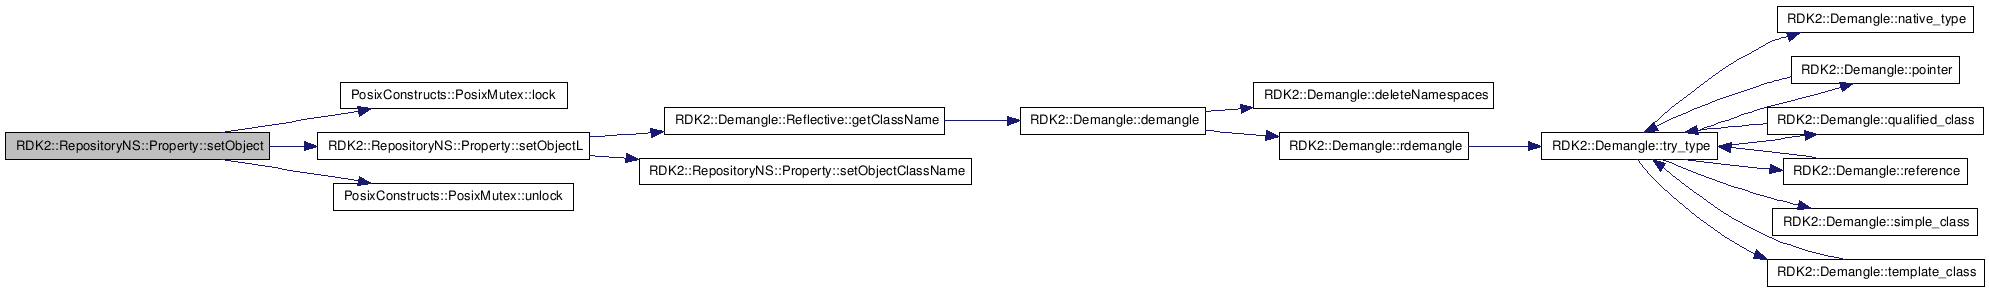 RDK2::RepositoryNS::Property::setObject
PosixConstructs::PosixMutex::lock
RDK2::RepositoryNS::Property::setObjectL
PosixConstructs::PosixMutex::unlock
RDK2::Demangle::Reflective::getClassName
RDK2::RepositoryNS::Property::setObjectClassName
RDK2::Demangle::demangle
RDK2::Demangle::deleteNamespaces
RDK2::Demangle::rdemangle
RDK2::Demangle::try_type
RDK2::Demangle::native_type
RDK2::Demangle::pointer
RDK2::Demangle::qualified_class
RDK2::Demangle::reference
RDK2::Demangle::simple_class
RDK2::Demangle::template_class